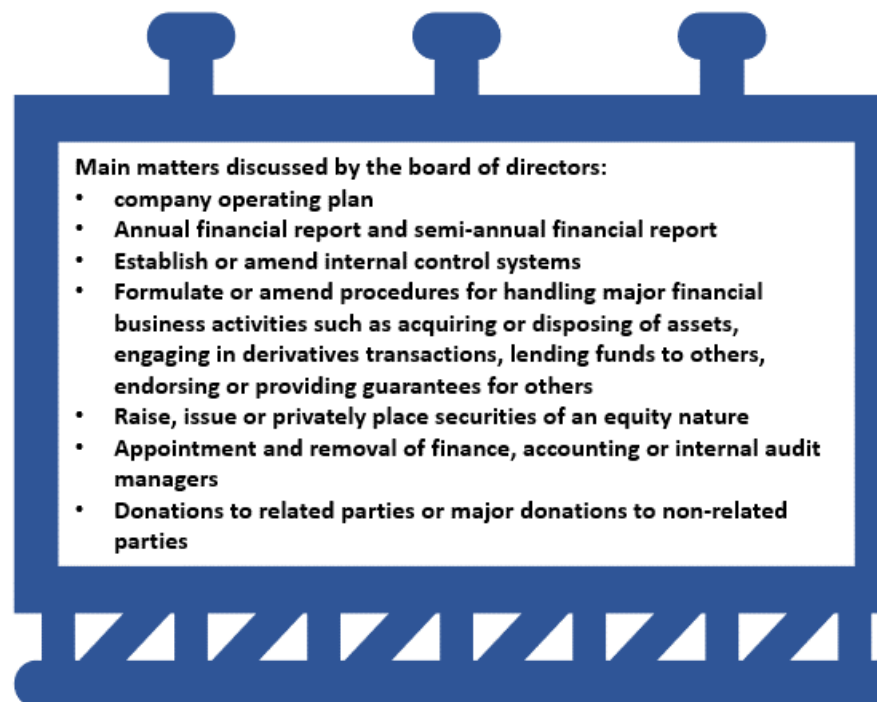 Main matters discussed by the board of directors:
• company operating plan
• Annual financial report and semi-annual financial report
• Establish or amend internal control systems
• Formulate or amend procedures for handling major financial
business activities such as acquiring or disposing of assets,
engaging in derivatives transactions, lending funds to others,
endorsing or providing guarantees for others
• Raise, issue or privately place securities of an equity nature
• Appointment and removal of finance, accounting or internal audit
managers
• Donations to related parties or major donations to non-related
parties